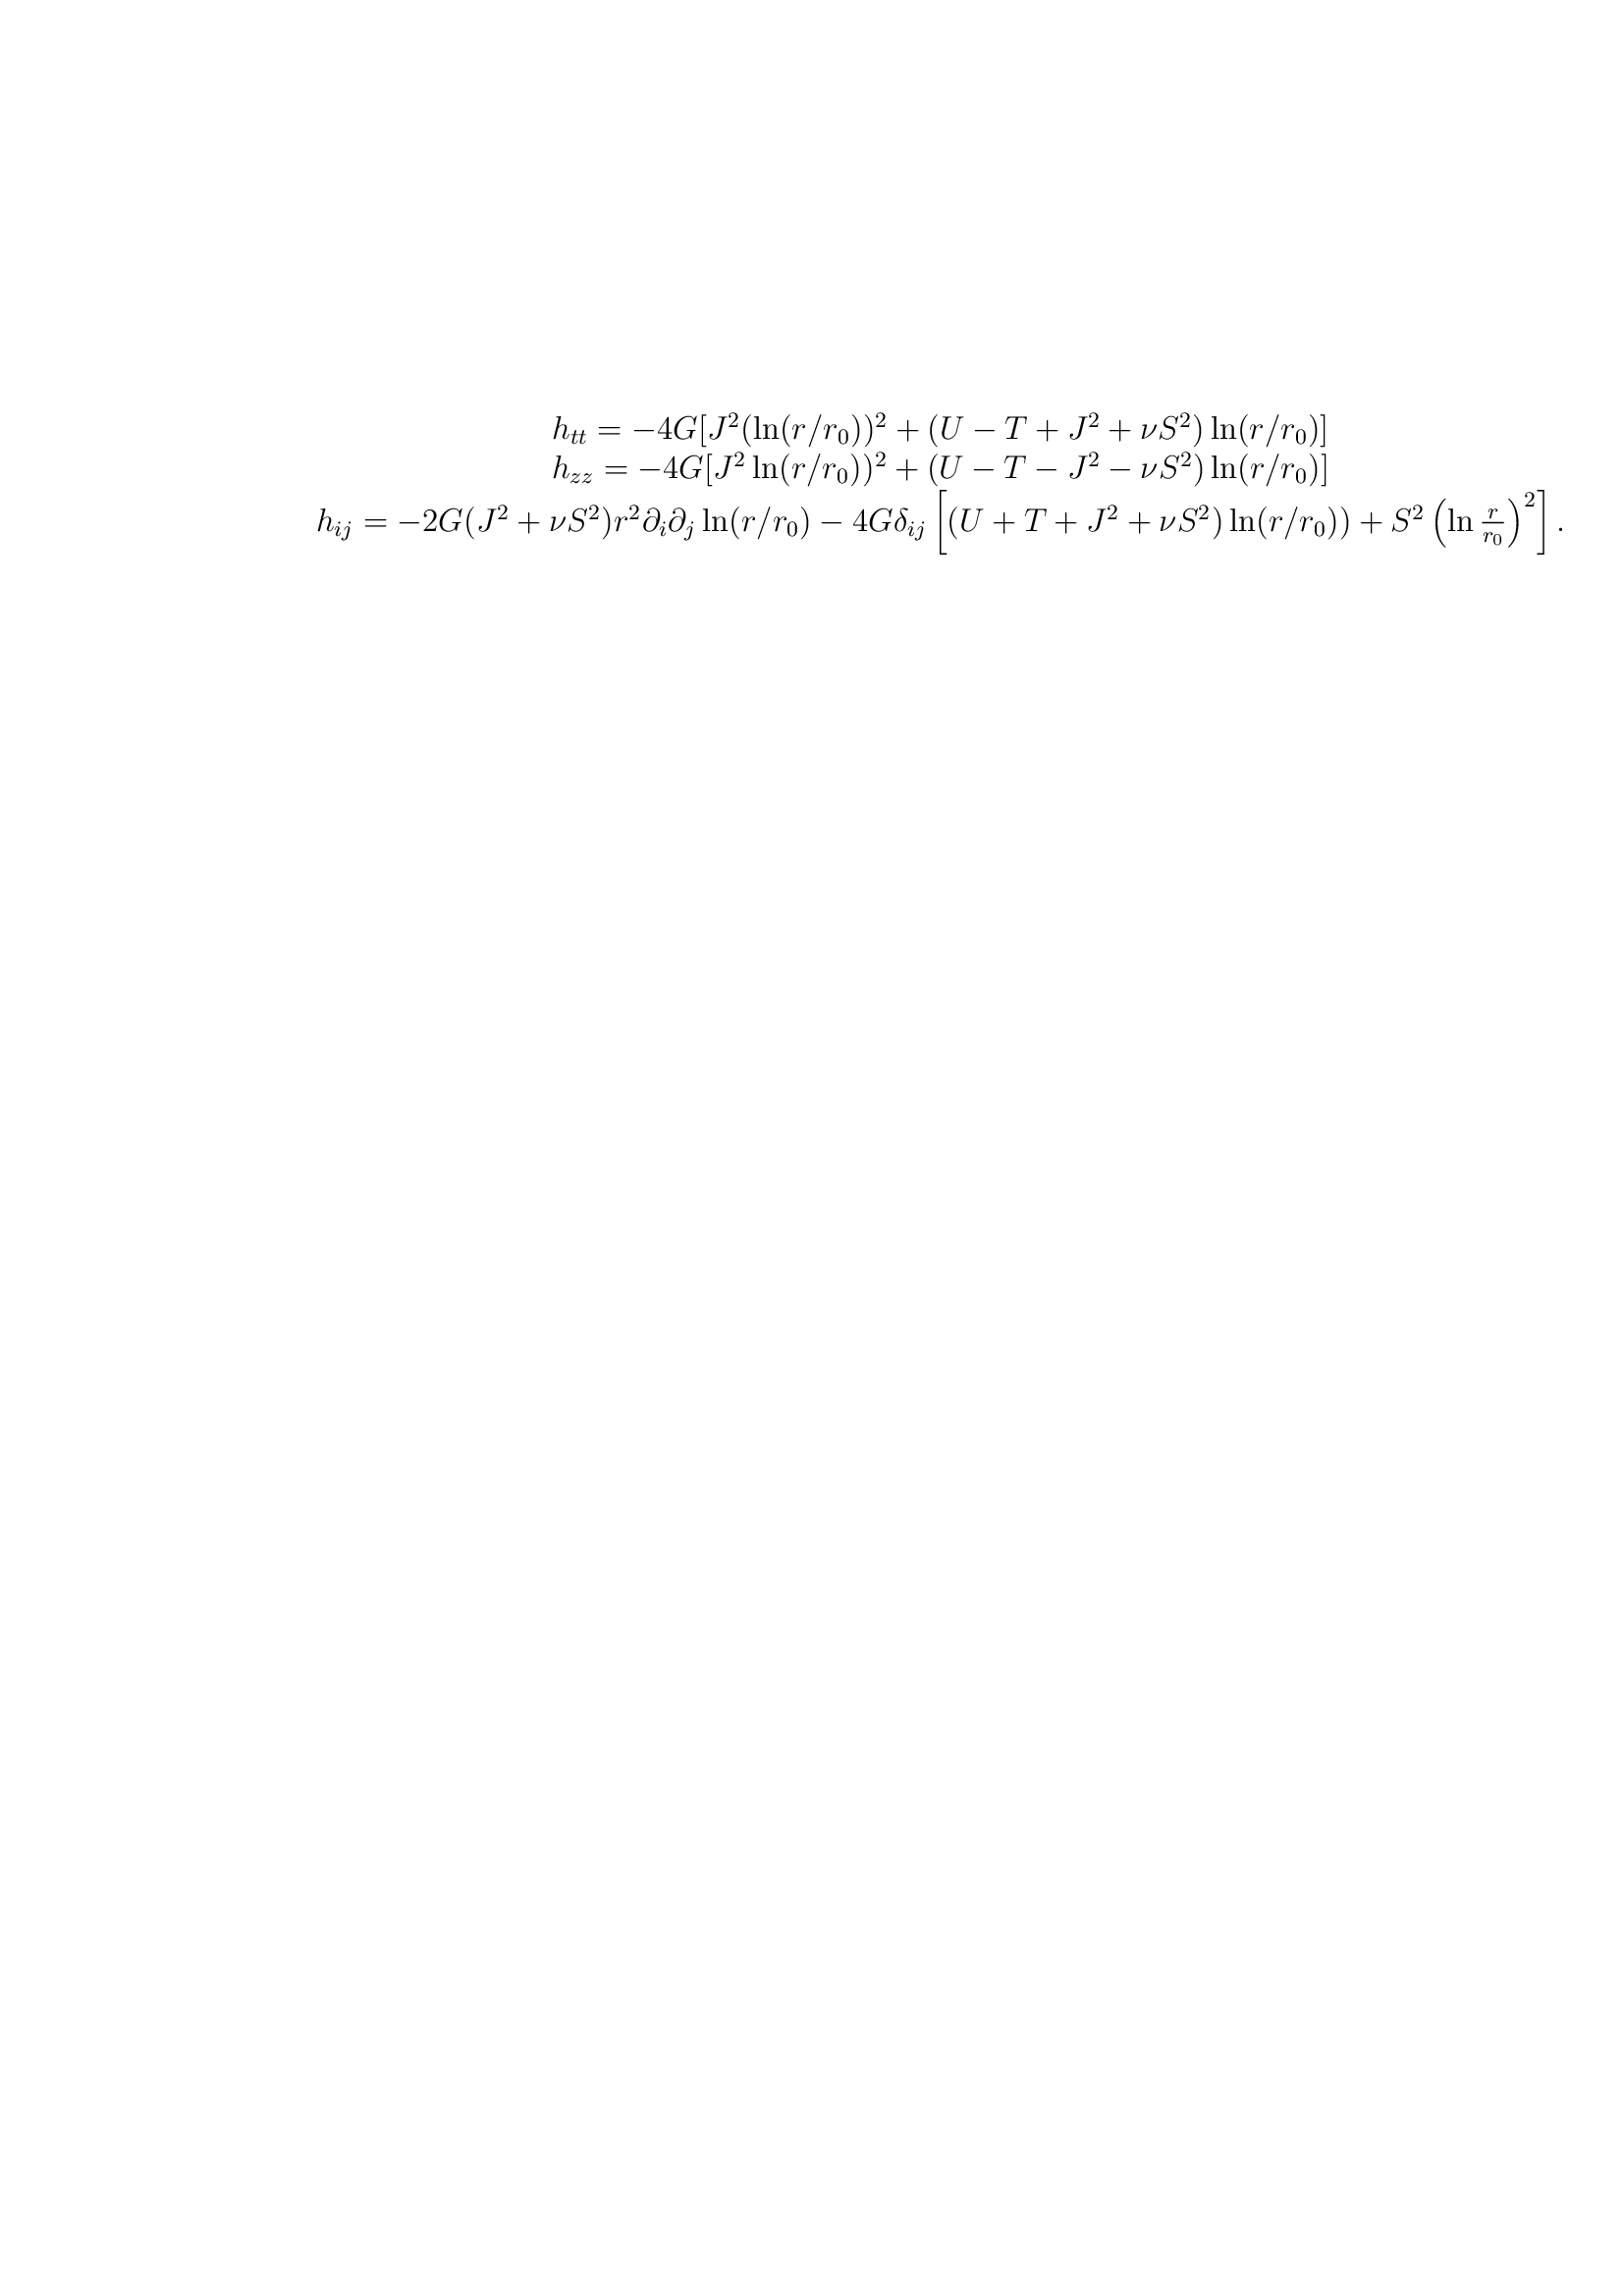 $h_{tt} = -4G[J^2(\ln(r/r_0))^2 + (U - T + J^2 + \nu S^2)\ln(r/r_0)]$
$h_{zz} = -4G[J^2 \ln(r/r_0))^2 + (U - T - J^2 - \nu S^2)\ln(r/r_0)]$
$h_{ij} = -2G(J^2 + \nu S^2)r^2\partial_i\partial_j \ln(r/r_0) - 4G\delta_{ij}\left[(U + T + J^2 + \nu S^2)\ln(r/r_0)) + S^2\left(\ln\frac{r}{r_0}\right)^2\right].$